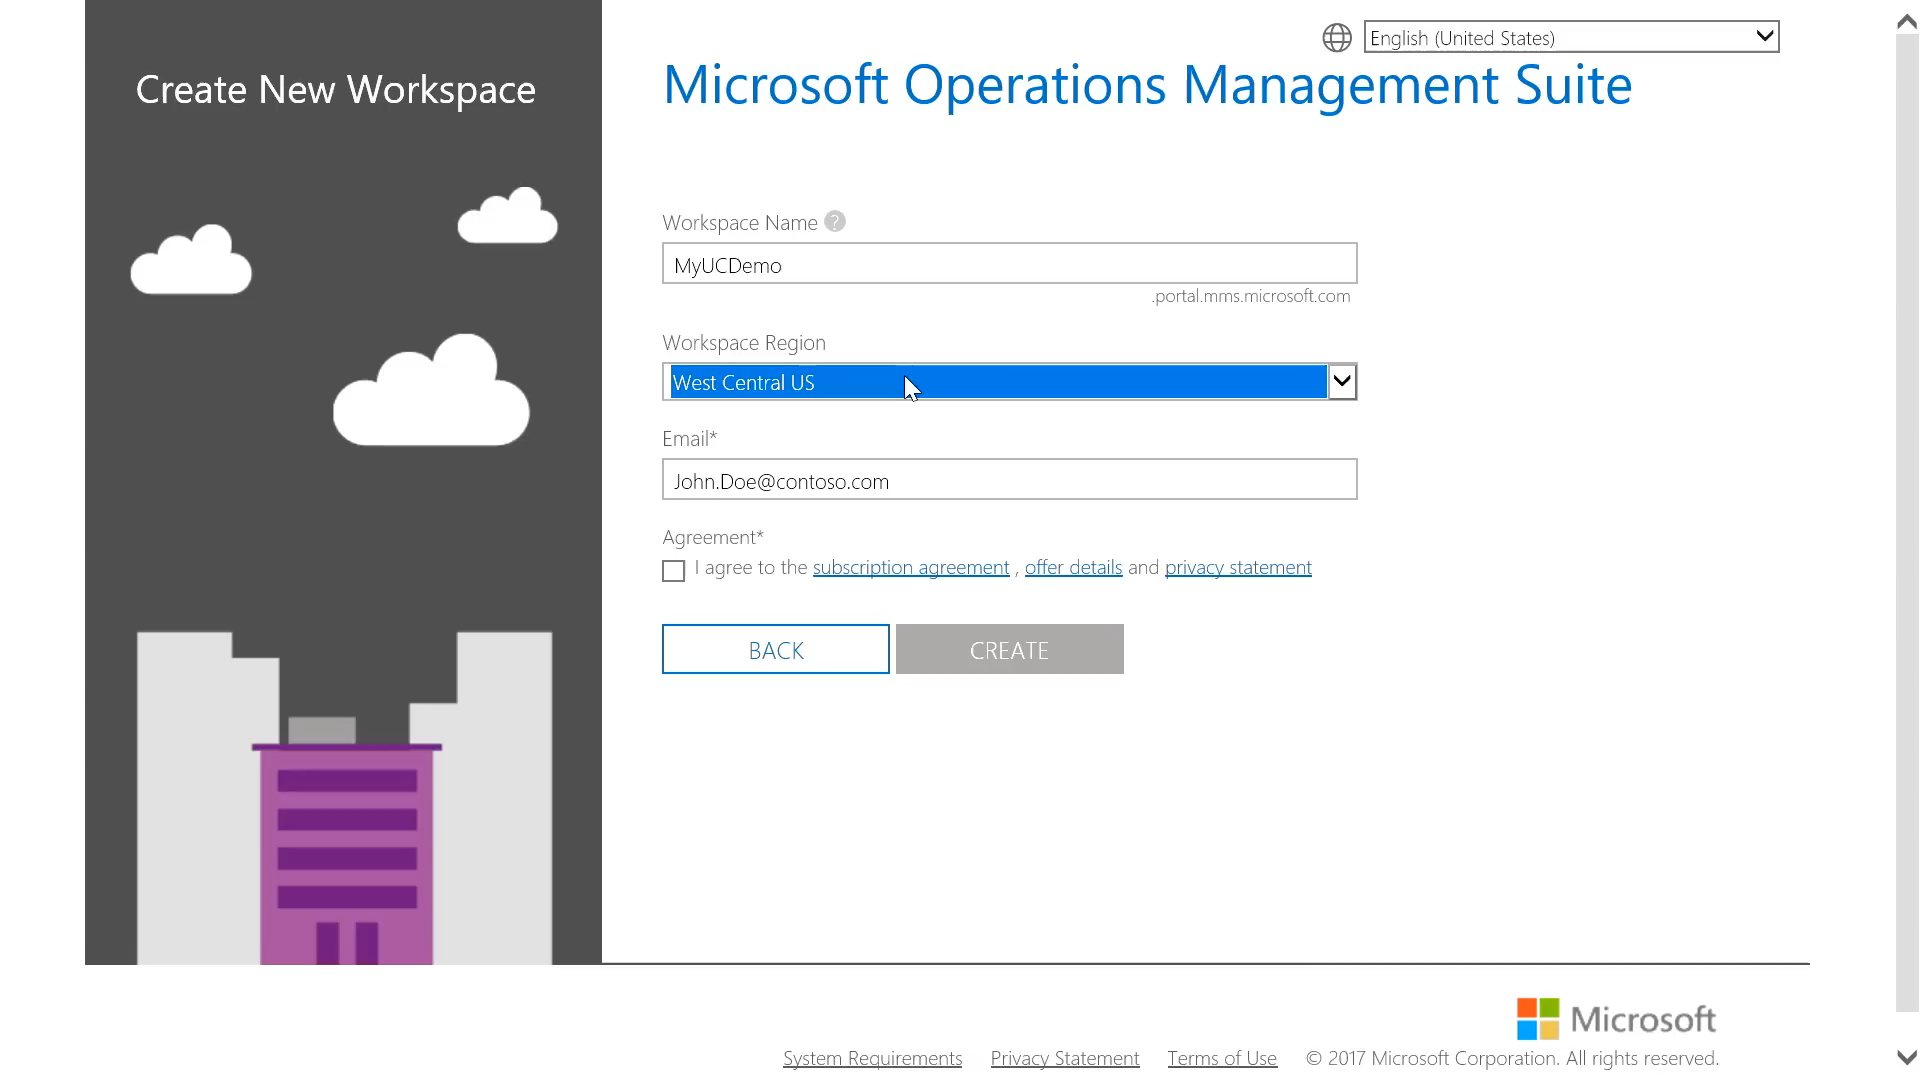 English (United States)
Create New Workspace
Microsoft Operations Management Suite
Workspace Name ?
MyUCDemo
.portal.mms.microsoft.com
Workspace Region
West Central US
Email*
John.Doe@contoso.com
Agreement*
I agree to the subscription agreement , offer details and privacy statement
BACK CREATE
Microsoft
System Requirements Privacy Statement Terms of Use © 2017 Microsoft Corporation. All rights reserved.